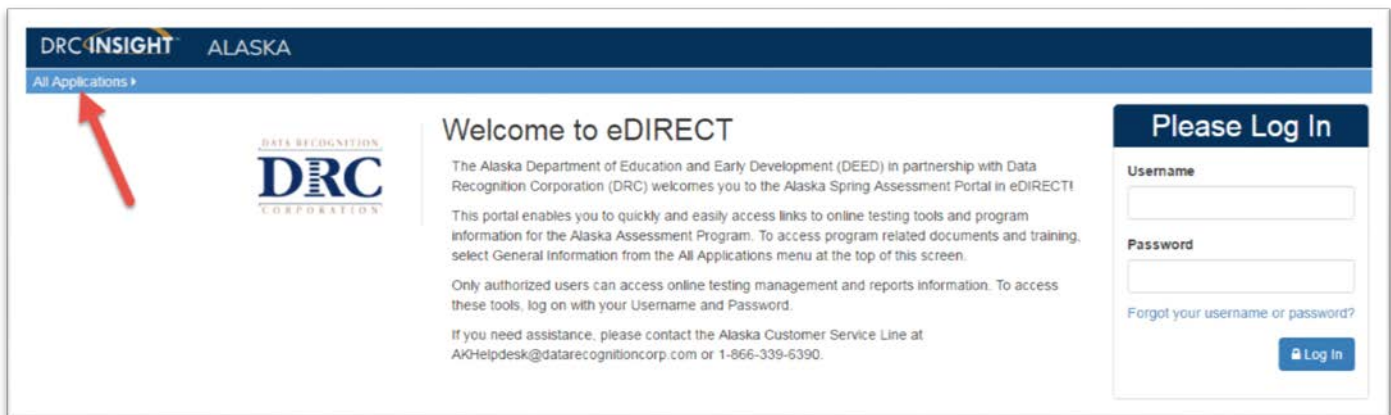 DRC INSIGHT ALASKA
All Applications
DATA RECOGNITION
DRC
CORPORATION
Welcome to eDIRECT
The Alaska Department of Education and Early Development (DEED) in partnership with Data
Recognition Corporation (DRC) welcomes you to the Alaska Spring Assessment Portal in eDIRECT!
This portal enables you to quickly and easily access links to online testing tools and program
information for the Alaska Assessment Program. To access program related documents and training,
select General Information from the All Applications menu at the top of this screen.
Only authorized users can access online testing management and reports information. To access
these tools, log on with your Username and Password.
If you need assistance, please contact the Alaska Customer Service Line at
AKHelpdesk@datarecognitioncorp.com or 1-866-339-6390.
Please Log In
Username
Password
Forgot your username or password?
Log In